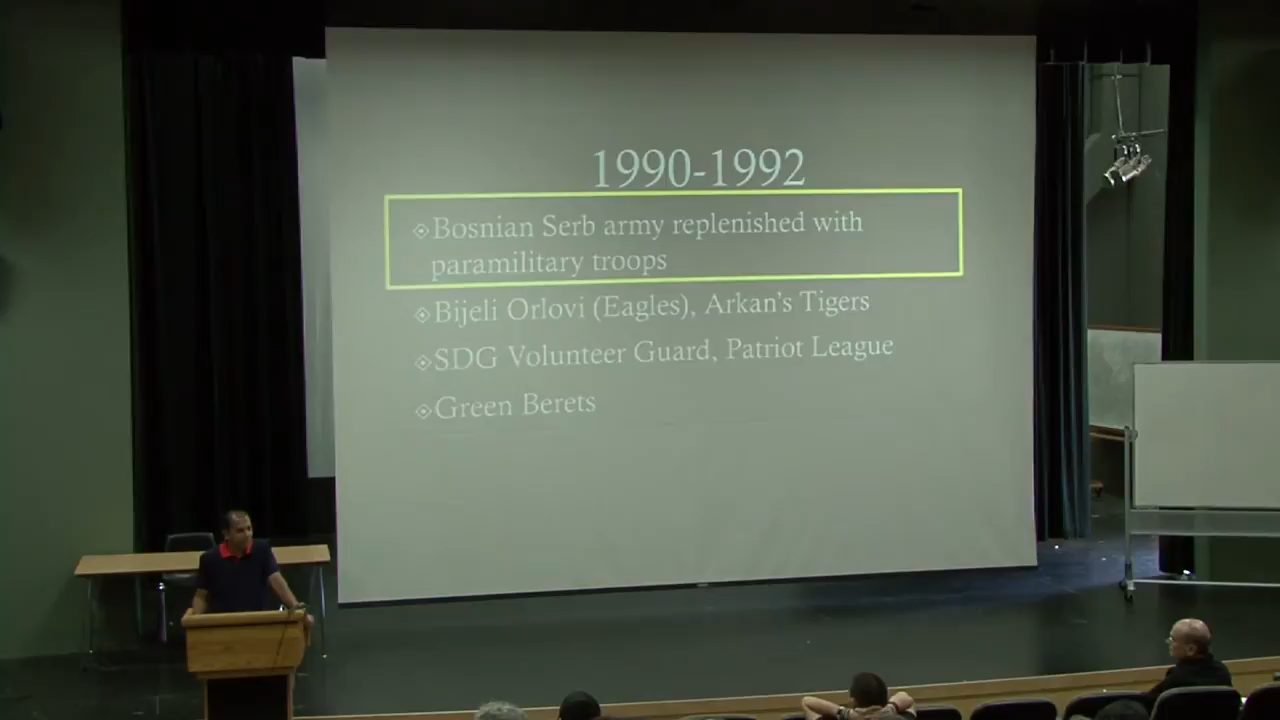 1990-1992
Bosnian Serb army replenished with
paramilitary troops
Bijeli Orlovi (Eagles), Arkan's Tigers
SDG Volunteer Guard, Patriot League
Green Berets